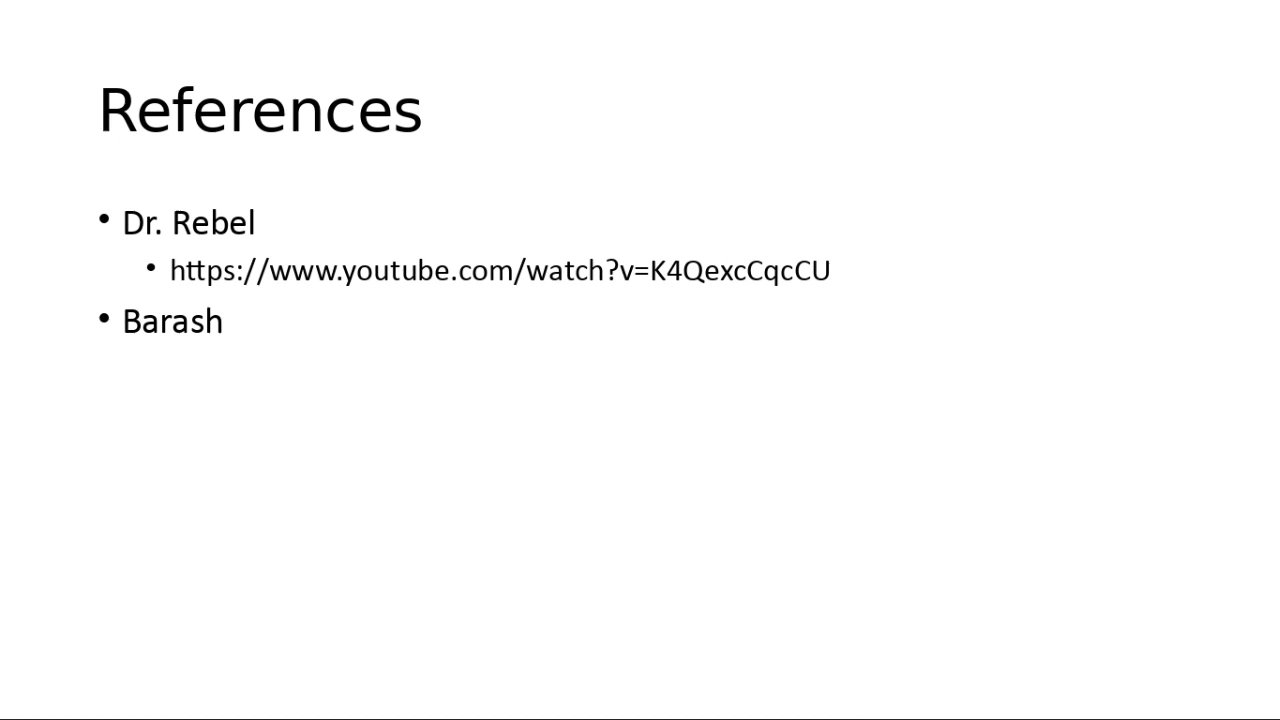 References
• Dr. Rebel
• https://www.youtube.com/watch?v=K4QexcCqcCU
• Barash